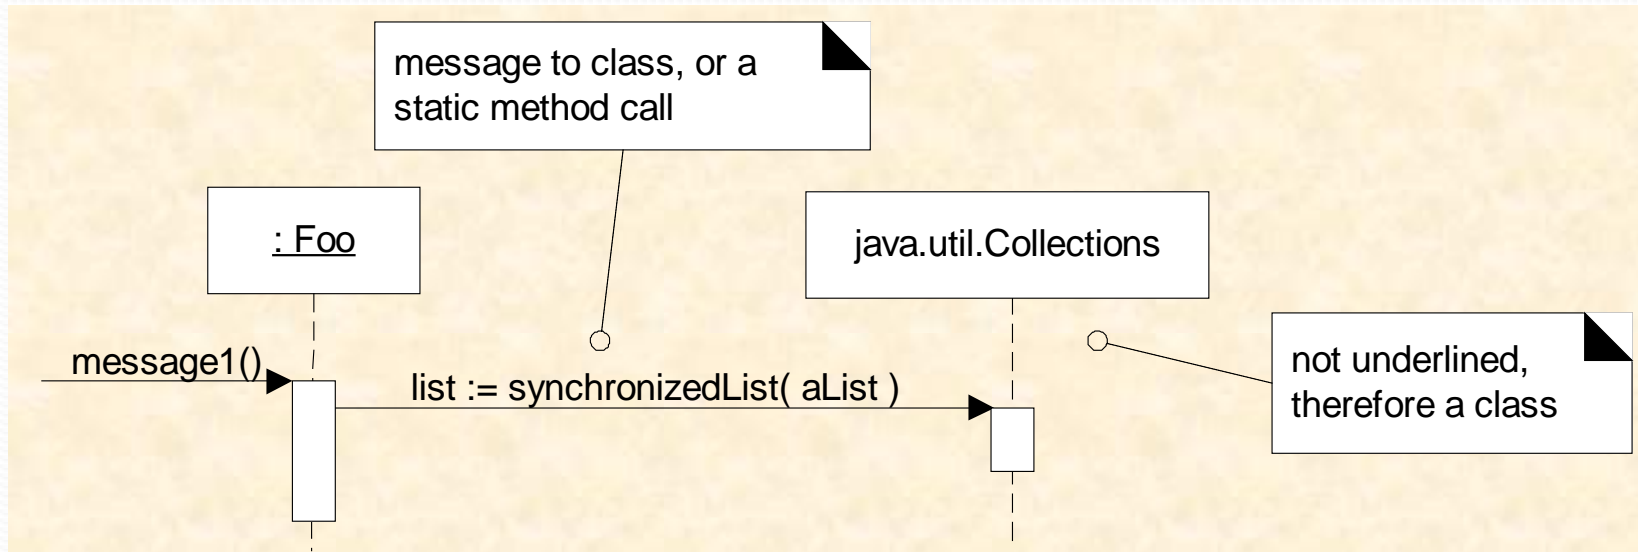 message to class, or a
static method call
: Foo
java.util.Collections
message1()
list := synchronizedList( aList )
not underlined,
therefore a class